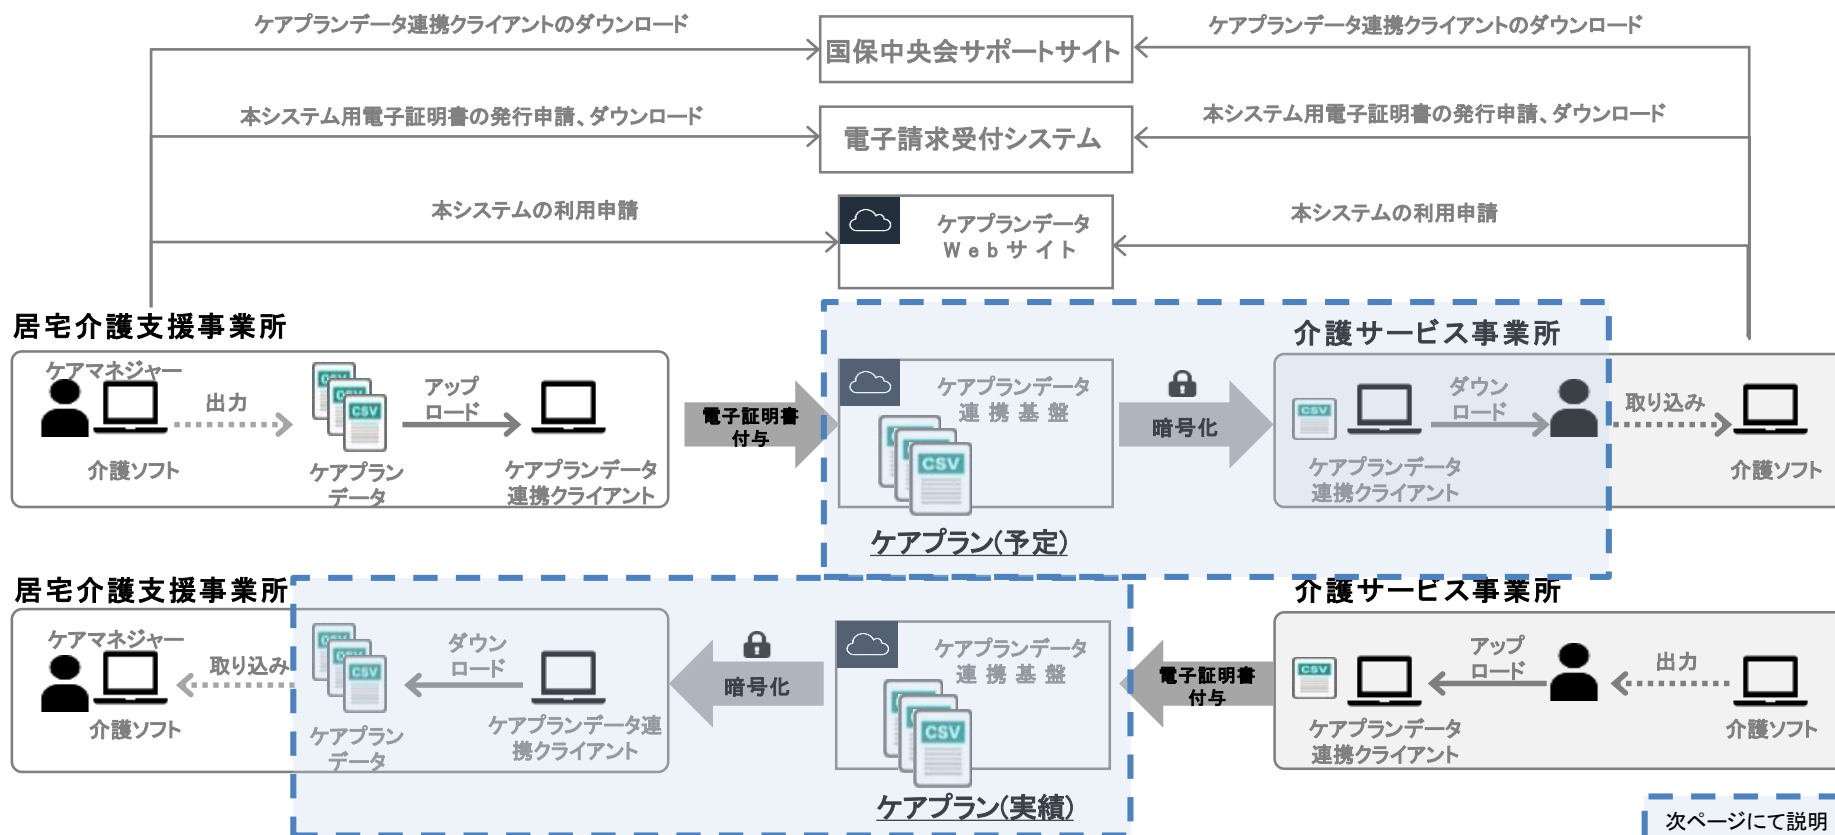 ケアプランデータ連携クライアントのダウンロード
国保中央会サポートサイト
ケアプランデータ連携クライアントのダウンロード
本システム用電子証明書の発行申請、ダウンロード
電子請求受付システム
本システム用電子証明書の発行申請、ダウンロード
本システムの利用申請
ケアプランデータ
Webサイト
本システムの利用申請
居宅介護支援事業所
介護サービス事業所
ケアマネジャー
出力
介護ソフト
CSV
CSV
CSV
ケアプラン
データ
アップ
ロード
ケアプランデータ
連携クライアント
電子証明書
付与
ケアプランデータ
連携基盤
CSV
ケアプラン(予定)
暗号化
CSV
ダウン
ロード
ケアプランデータ
連携クライアント
取り込み
介護ソフト
居宅介護支援事業所
介護サービス事業所
ケアマネジャー
取り込み
介護ソフト
CSV
CSV
CSV
ケアプラン
データ
ダウン
ロード
ケアプランデータ連
携クライアント
暗号化
ケアプランデータ
連携基盤
CSV
ケアプラン(実績)
電子証明書
付与
CSV
アップ
ロード
ケアプランデータ
連携クライアント
出力
介護ソフト
次ページにて説明